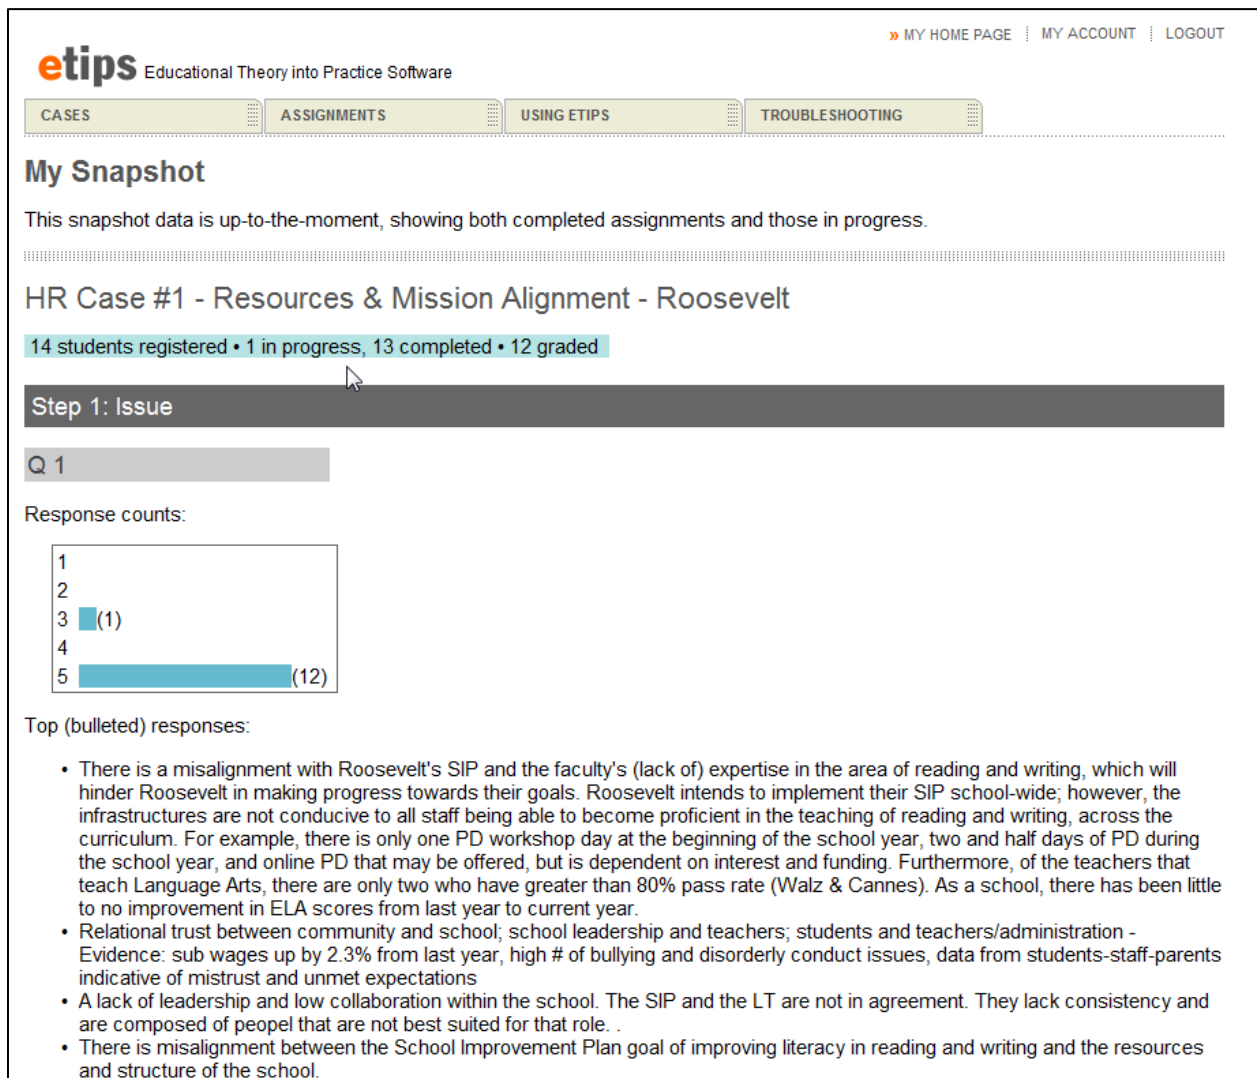 » MY HOME PAGE | MY ACCOUNT | LOGOUT
etips Educational Theory into Practice Software
CASES ASSIGNMENTS USING ETIPS TROUBLESHOOTING
My Snapshot
This snapshot data is up-to-the-moment, showing both completed assignments and those in progress.
HR Case #1 - Resources & Mission Alignment - Roosevelt
14 students registered • 1 in progress, 13 completed • 12 graded
Step 1: Issue
Q 1
Response counts:
1
2
3 (1)
4
5 (12)
Top (bulleted) responses:
• There is a misalignment with Roosevelt's SIP and the faculty's (lack of) expertise in the area of reading and writing, which will
hinder Roosevelt in making progress towards their goals. Roosevelt intends to implement their SIP school-wide; however, the
infrastructures are not conducive to all staff being able to become proficient in the teaching of reading and writing, across the
curriculum. For example, there is only one PD workshop day at the beginning of the school year, two and half days of PD during
the school year, and online PD that may be offered, but is dependent on interest and funding. Furthermore, of the teachers that
teach Language Arts, there are only two who have greater than 80% pass rate (Walz & Cannes). As a school, there has been little
to no improvement in ELA scores from last year to current year.
• Relational trust between community and school; school leadership and teachers; students and teachers/administration -
Evidence: sub wages up by 2.3% from last year, high # of bullying and disorderly conduct issues, data from students-staff-parents
indicative of mistrust and unmet expectations
• A lack of leadership and low collaboration within the school. The SIP and the LT are not in agreement. They lack consistency and
are composed of peopel that are not best suited for that role. .
• There is misalignment between the School Improvement Plan goal of improving literacy in reading and writing and the resources
and structure of the school.